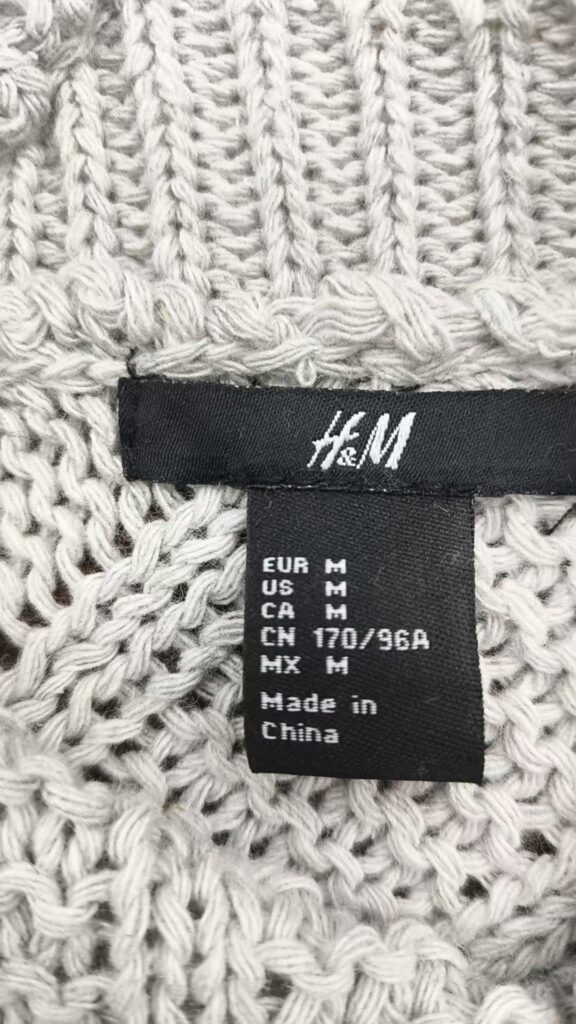 H&M
EUR M
US M
CA M
CN 170/96A
MX M
Made in
China